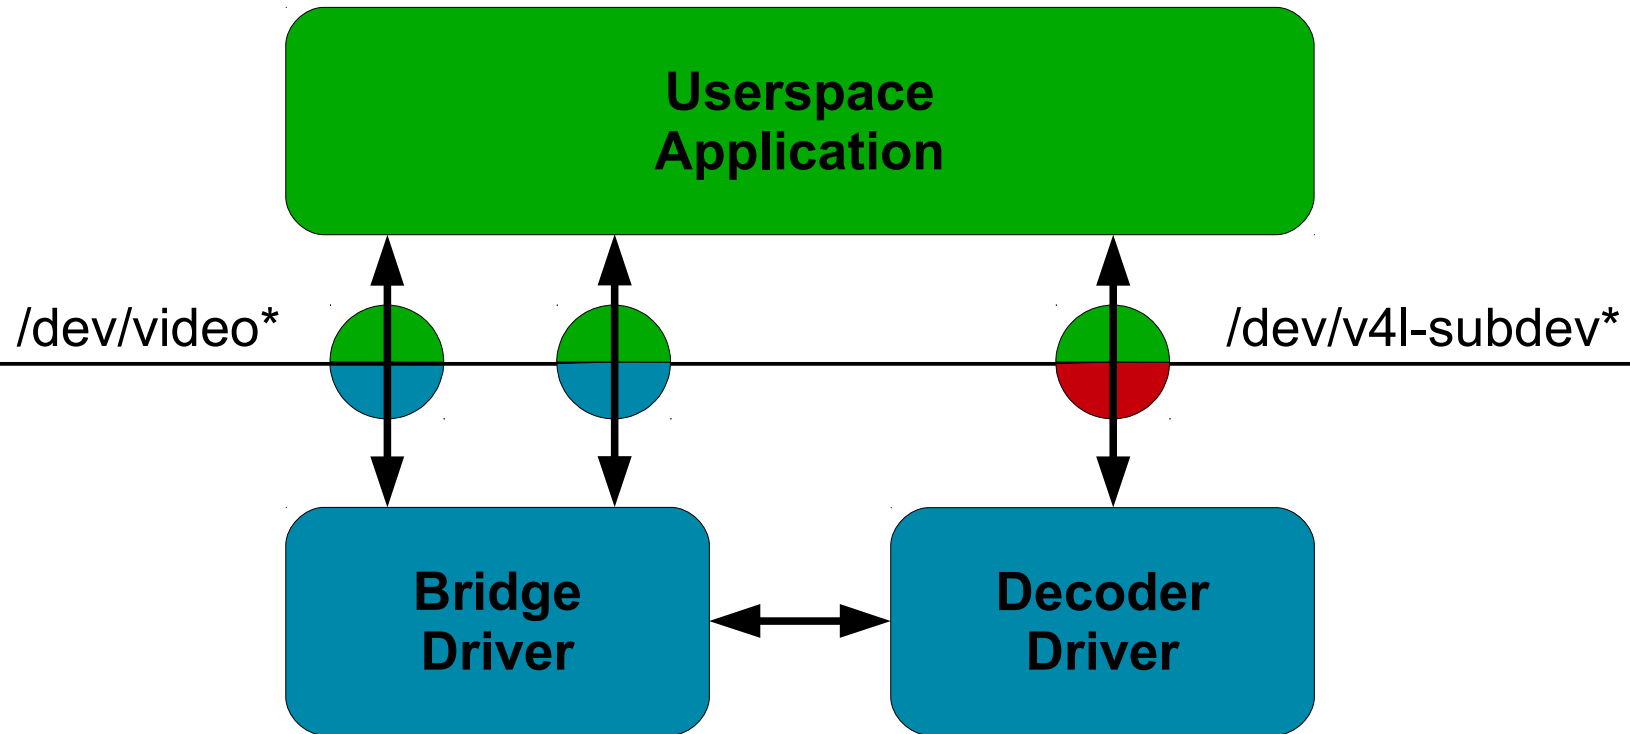 Userspace
Application
/dev/video*
/dev/v4l-subdev*
Bridge
Driver
Decoder
Driver